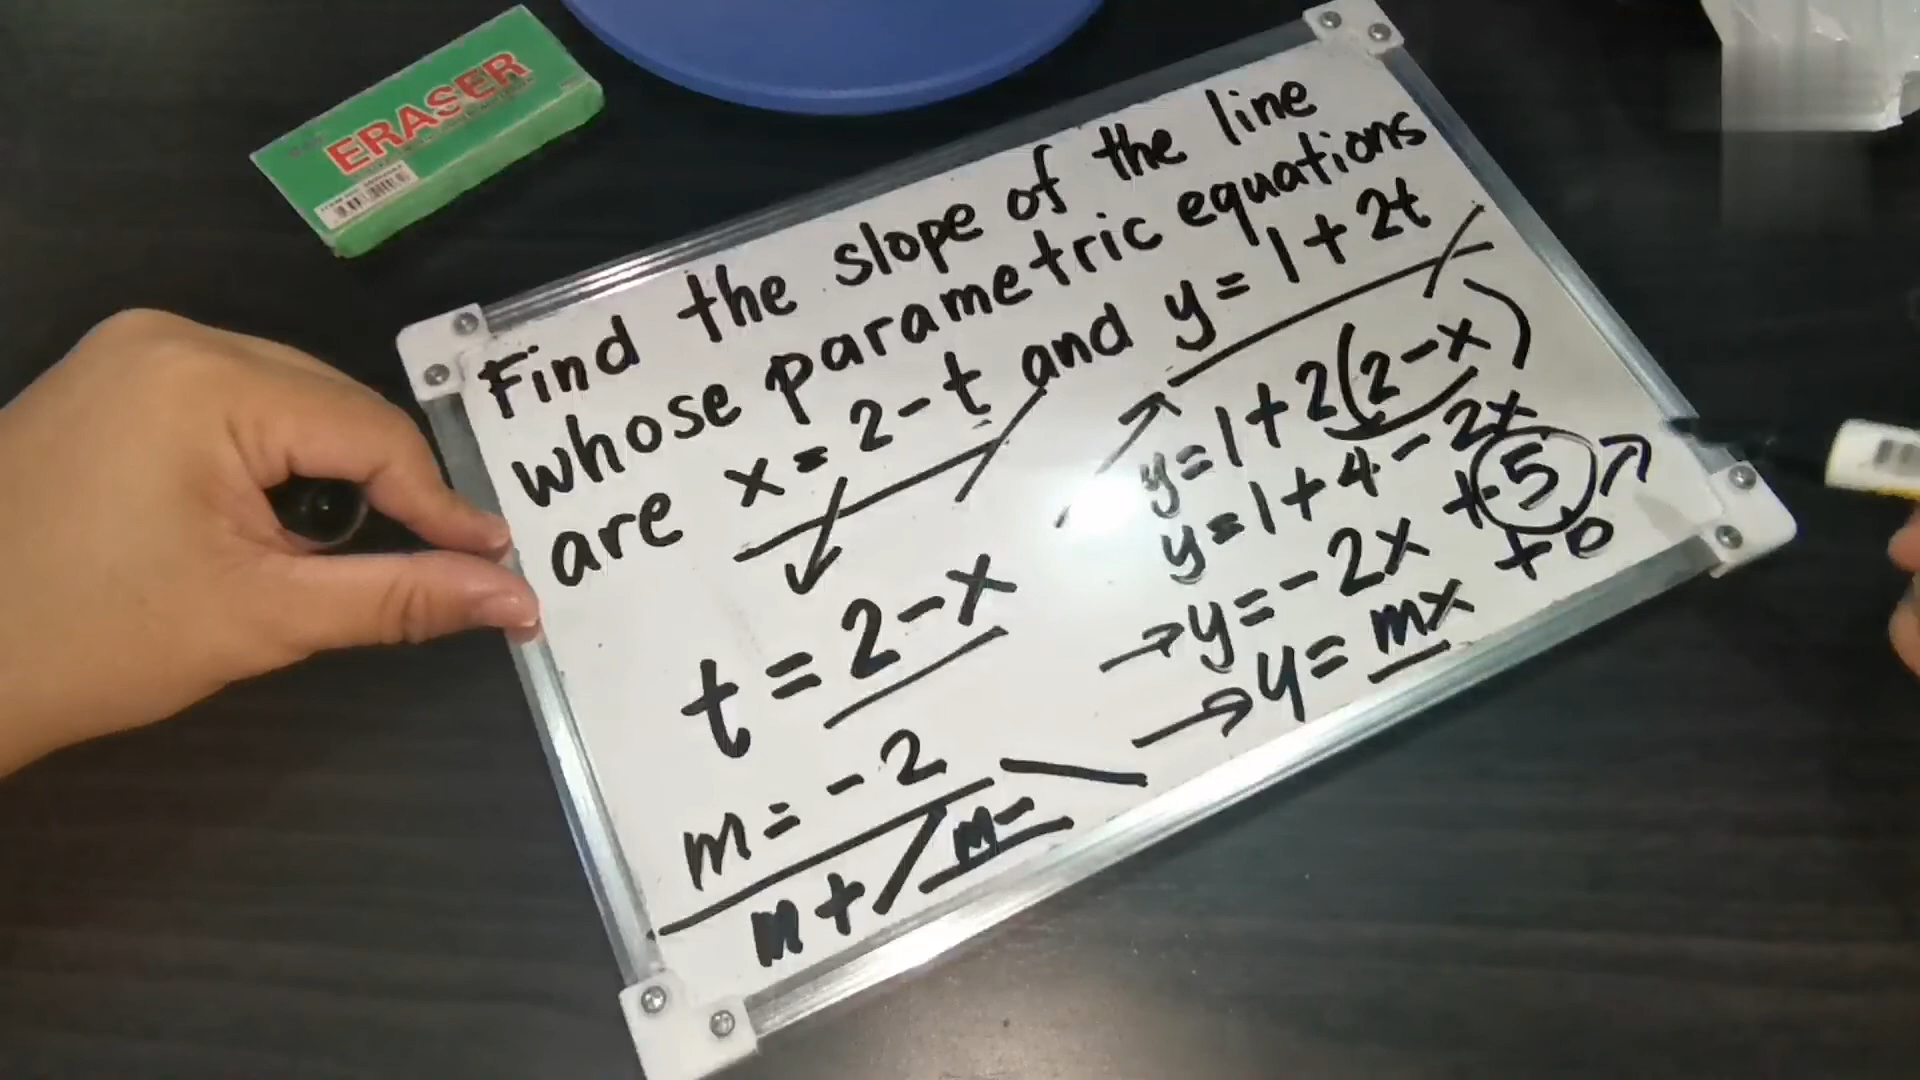 ERASER
Find the slope of the line
whose parametric equations
are x = 2 - t and y = 1 + 2t
t = 2 - x
m = - 2
m + / m -
y = 1 + 2(2 - x)
y = 1 + 4 - 2x
y = - 2x + 5
y = mx + b